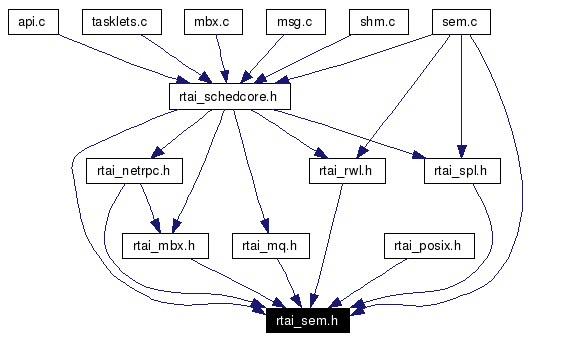 api.c
tasklets.c
mbx.c
msg.c
shm.c
sem.c
rtai_schedcore.h
rtai_netrpc.h
rtai_rwl.h
rtai_spl.h
rtai_mbx.h
rtai_mq.h
rtai_posix.h
rtai_sem.h